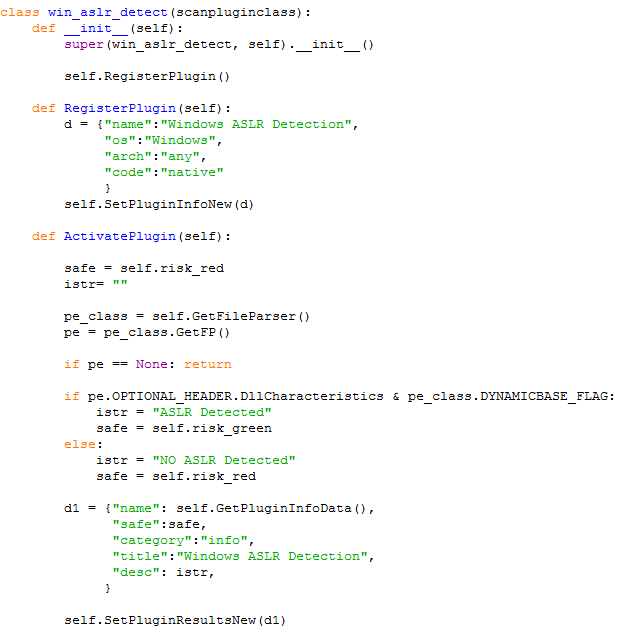 class win_aslr_detect(scanpluginclass):
    def __init__(self):
        super(win_aslr_detect, self).__init__()

        self.RegisterPlugin()

    def RegisterPlugin(self):
        d = {"name":"Windows ASLR Detection",
             "os":"Windows",
             "arch":"any",
             "code":"native"
             }
        self.SetPluginInfoNew(d)

    def ActivatePlugin(self):

        safe = self.risk_red
        istr= ""

        pe_class = self.GetFileParser()
        pe = pe_class.GetFP()

        if pe == None: return

        if pe.OPTIONAL_HEADER.DllCharacteristics & pe_class.DYNAMICBASE_FLAG:
            istr = "ASLR Detected"
            safe = self.risk_green
        else:
            istr = "NO ASLR Detected"
            safe = self.risk_red

        d1 = {"name": self.GetPluginInfoData(),
              "safe":safe,
              "category":"info",
              "title":"Windows ASLR Detection",
              "desc": istr,
             }

        self.SetPluginResultsNew(d1)